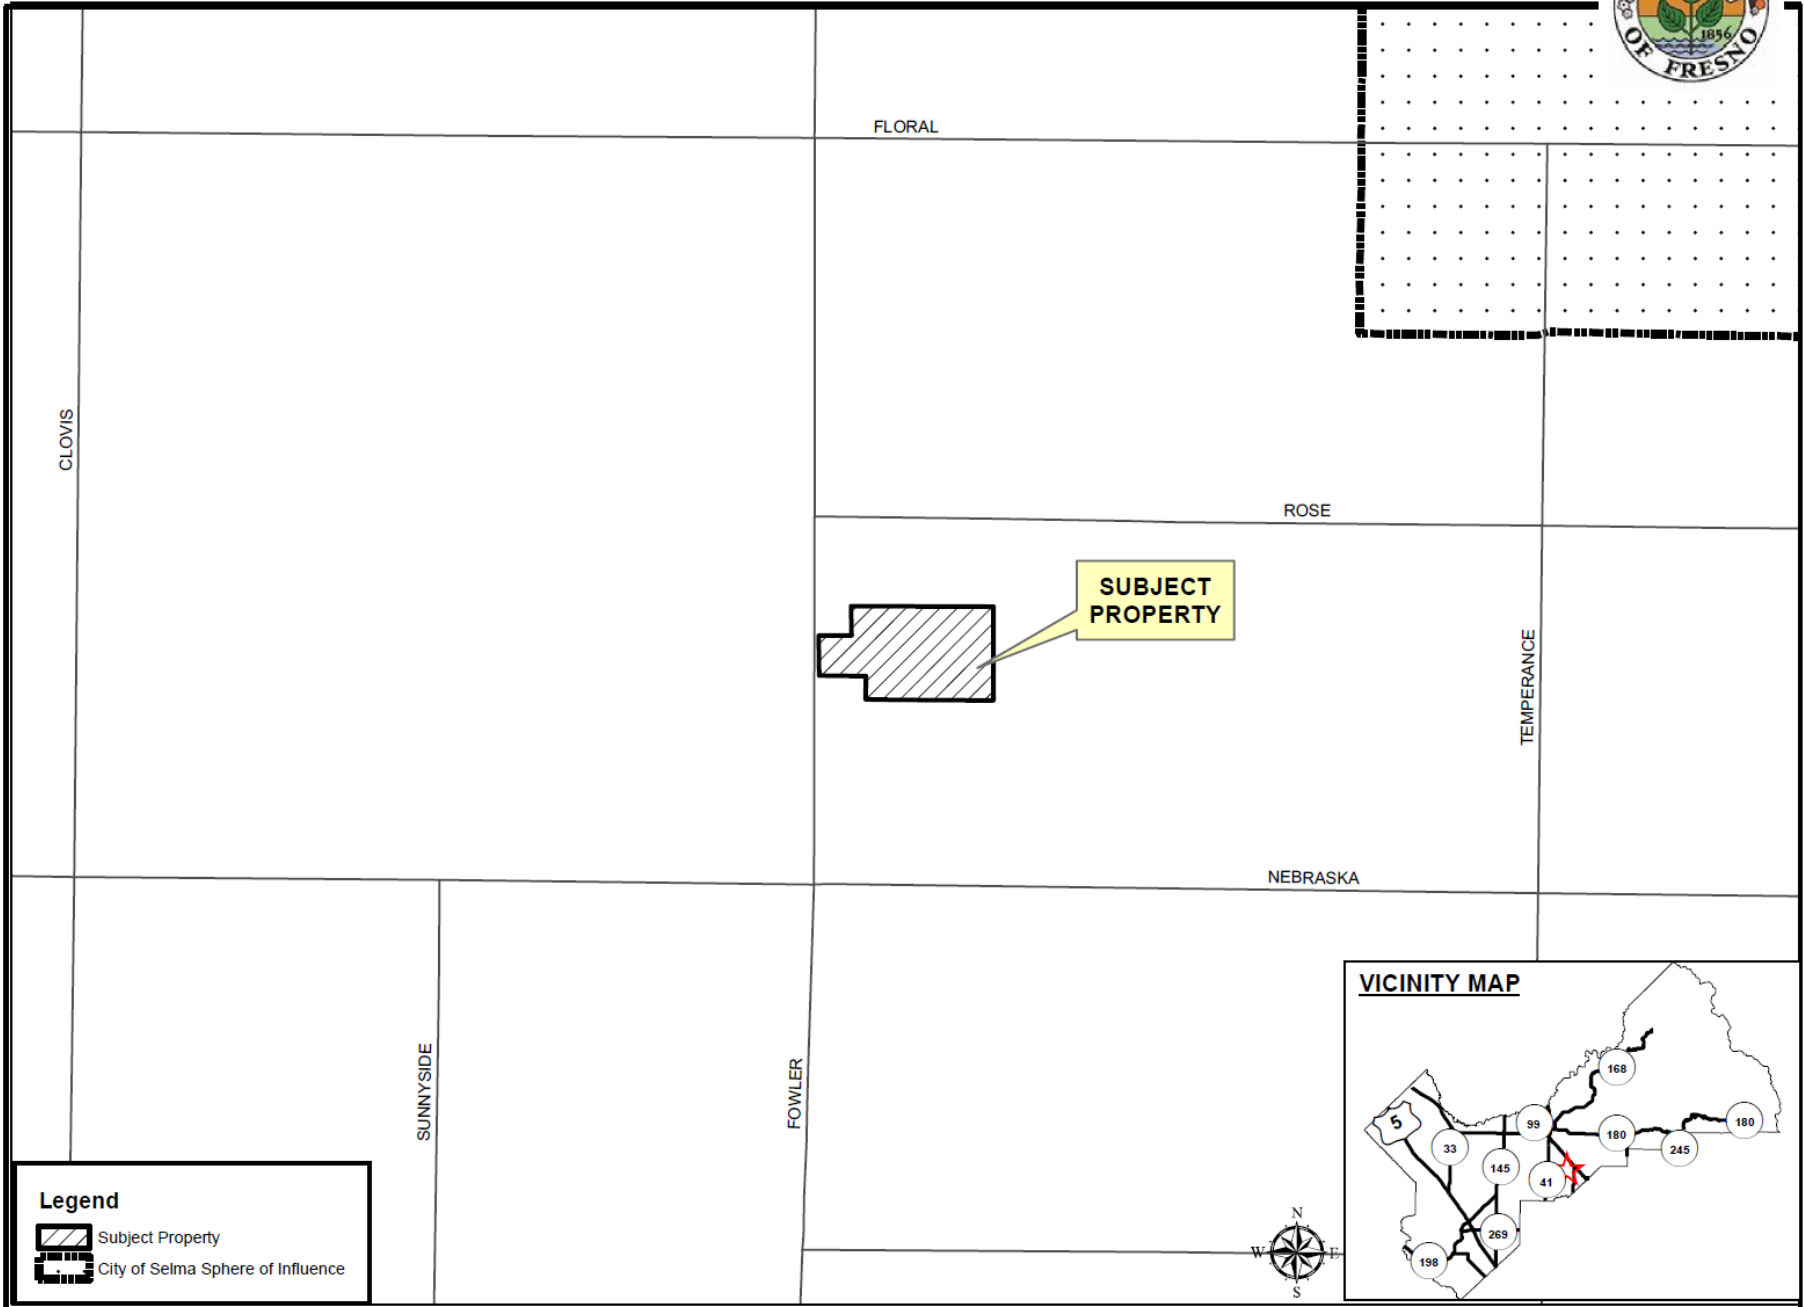 1856
OF FRESNO
FLORAL
CLOVIS
ROSE
SUBJECT
PROPERTY
TEMPERANCE
NEBRASKA
SUNNYSIDE
FOWLER
VICINITY MAP
168
5
99
180
180
33
245
145
41
269
198
Legend
Subject Property
City of Selma Sphere of Influence
N
W
E
S